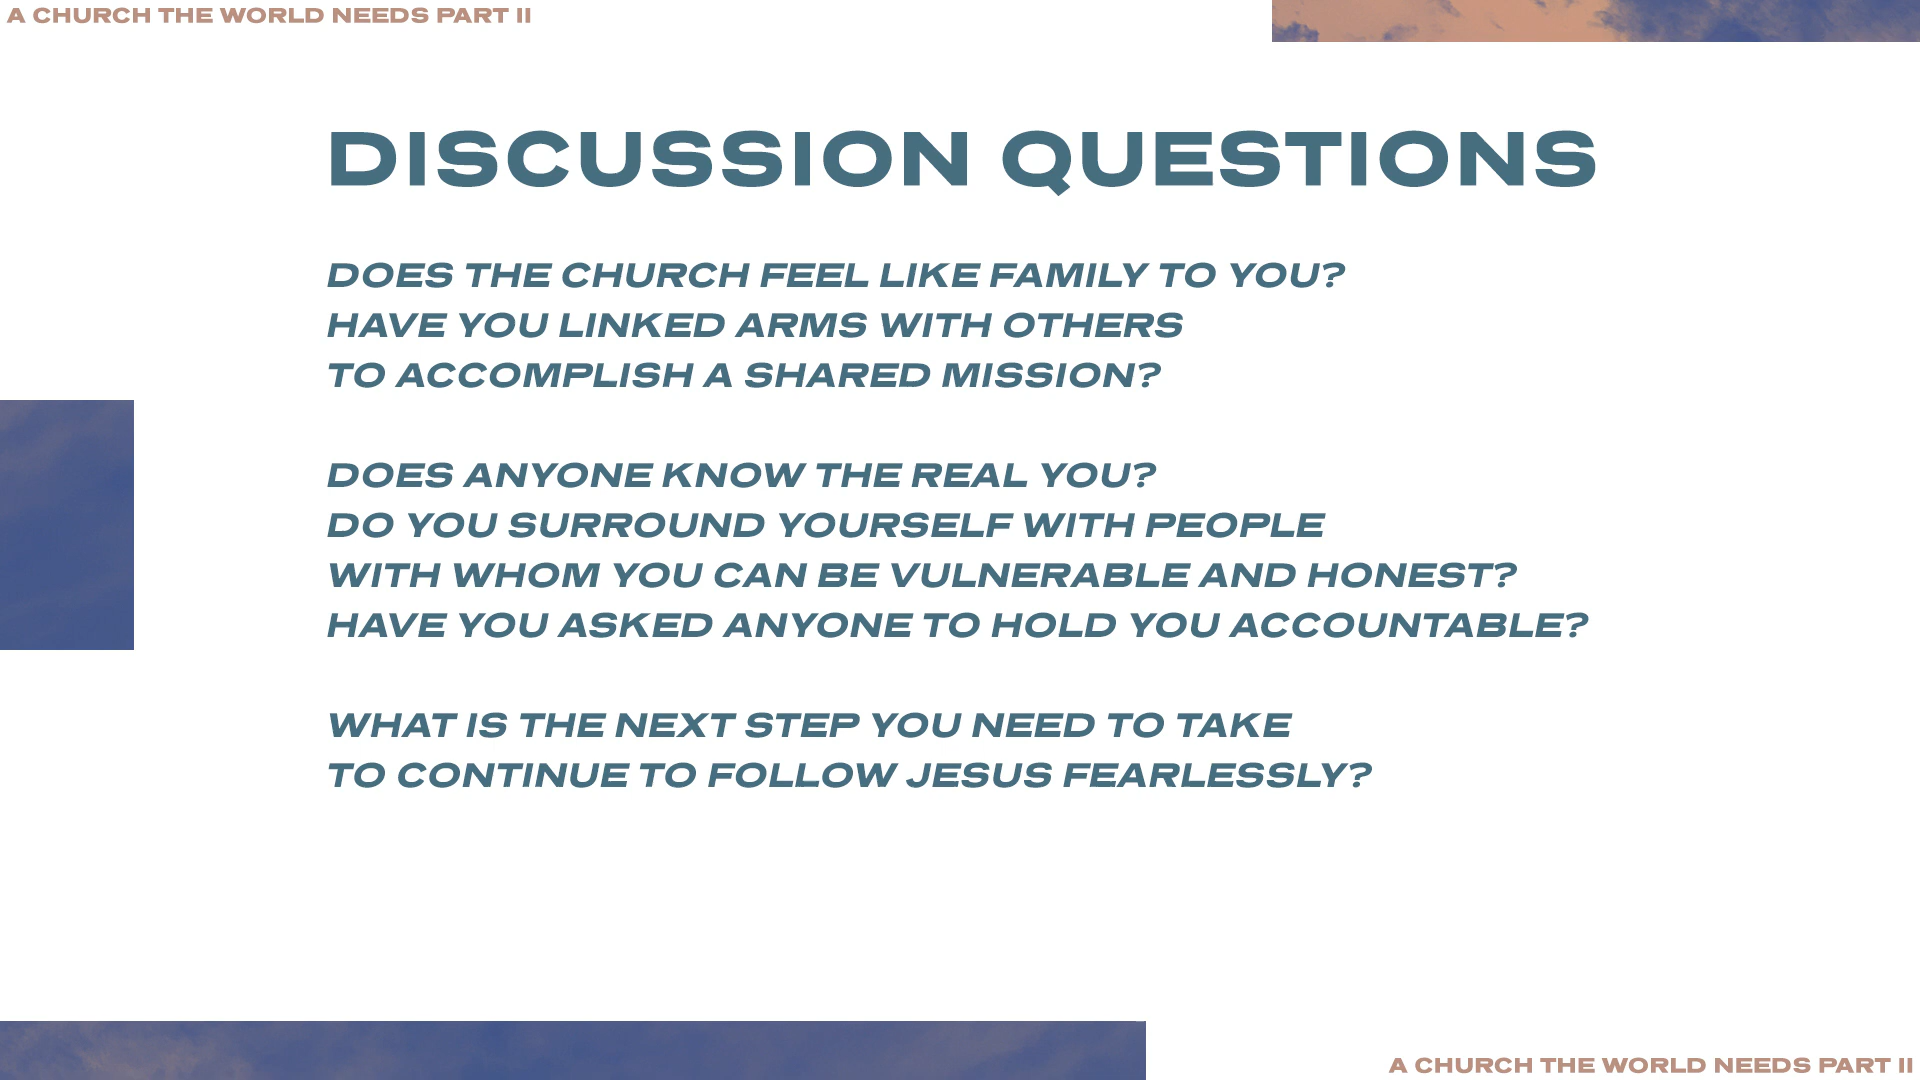 A CHURCH THE WORLD NEEDS PART II
DISCUSSION QUESTIONS
DOES THE CHURCH FEEL LIKE FAMILY TO YOU?
HAVE YOU LINKED ARMS WITH OTHERS
TO ACCOMPLISH A SHARED MISSION?
DOES ANYONE KNOW THE REAL YOU?
DO YOU SURROUND YOURSELF WITH PEOPLE
WITH WHOM YOU CAN BE VULNERABLE AND HONEST?
HAVE YOU ASKED ANYONE TO HOLD YOU ACCOUNTABLE?
WHAT IS THE NEXT STEP YOU NEED TO TAKE
TO CONTINUE TO FOLLOW JESUS FEARLESSLY?
A CHURCH THE WORLD NEEDS PART II